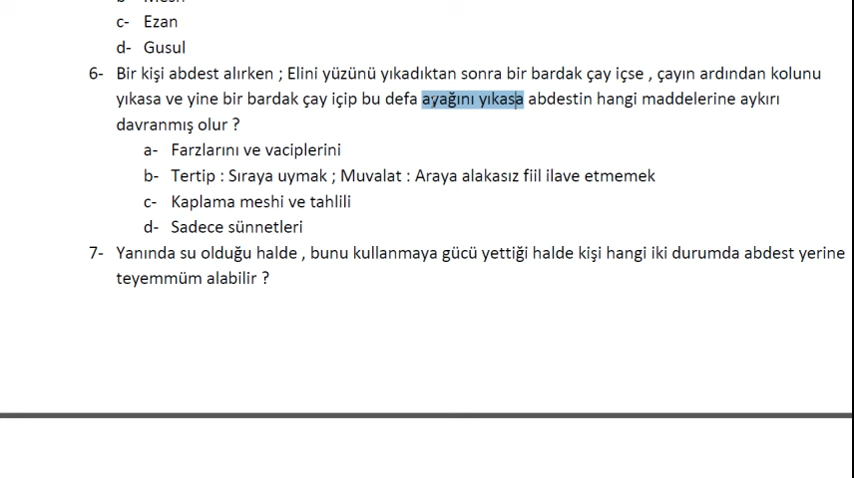 c- Ezan
d- Gusul
6- Bir kişi abdest alırken ; Elini yüzünü yıkadıktan sonra bir bardak çay içse , çayın ardından kolunu
yıkasa ve yine bir bardak çay içip bu defa ayağını yıkasa abdestin hangi maddelerine aykırı
davranmış olur ?
a- Farzlarını ve vaciplerini
b- Tertip : Sıraya uymak ; Muvalat : Araya alakasız fiil ilave etmemek
c- Kaplama meshi ve tahlili
d- Sadece sünnetleri
7- Yanında su olduğu halde , bunu kullanmaya gücü yettiği halde kişi hangi iki durumda abdest yerine
teyemmüm alabilir ?